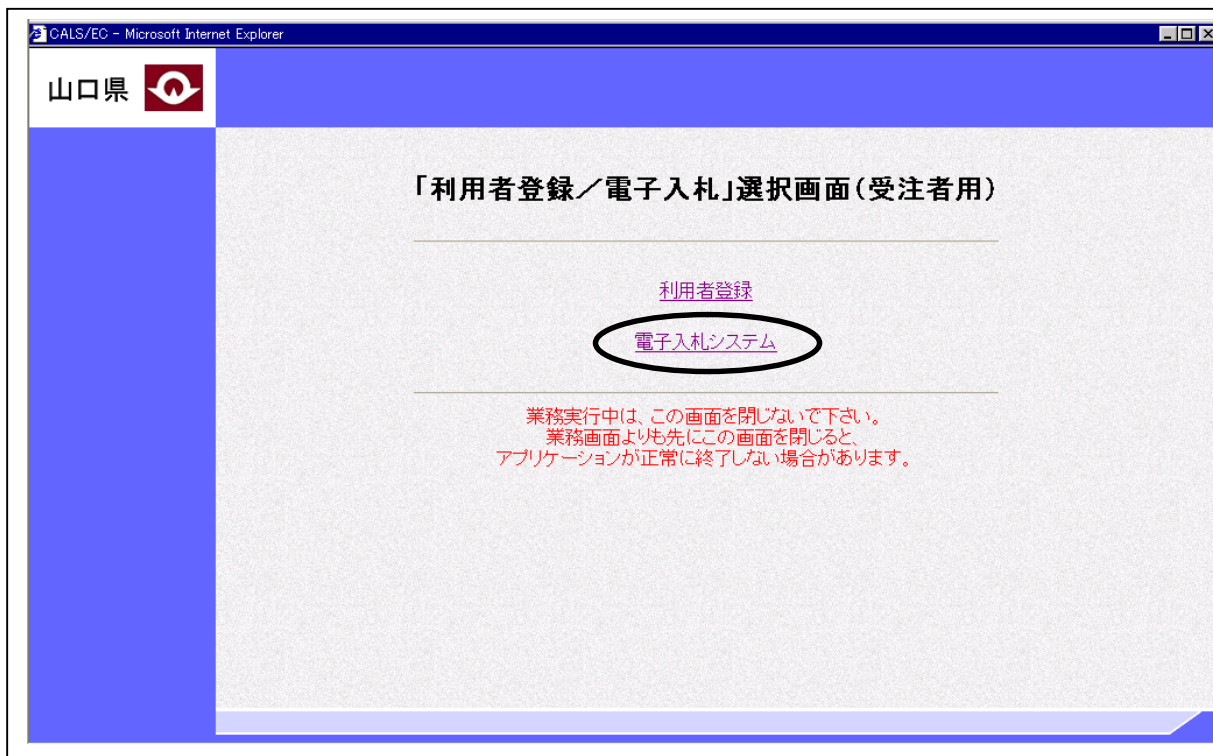 CALS/EC - Microsoft Internet Explorer
山口県
「利用者登録／電子入札」選択画面（受注者用）
利用者登録
電子入札システム
業務実行中は、この画面を閉じないで下さい。
業務画面よりも先にこの画面を閉じると、
アプリケーションが正常に終了しない場合があります。